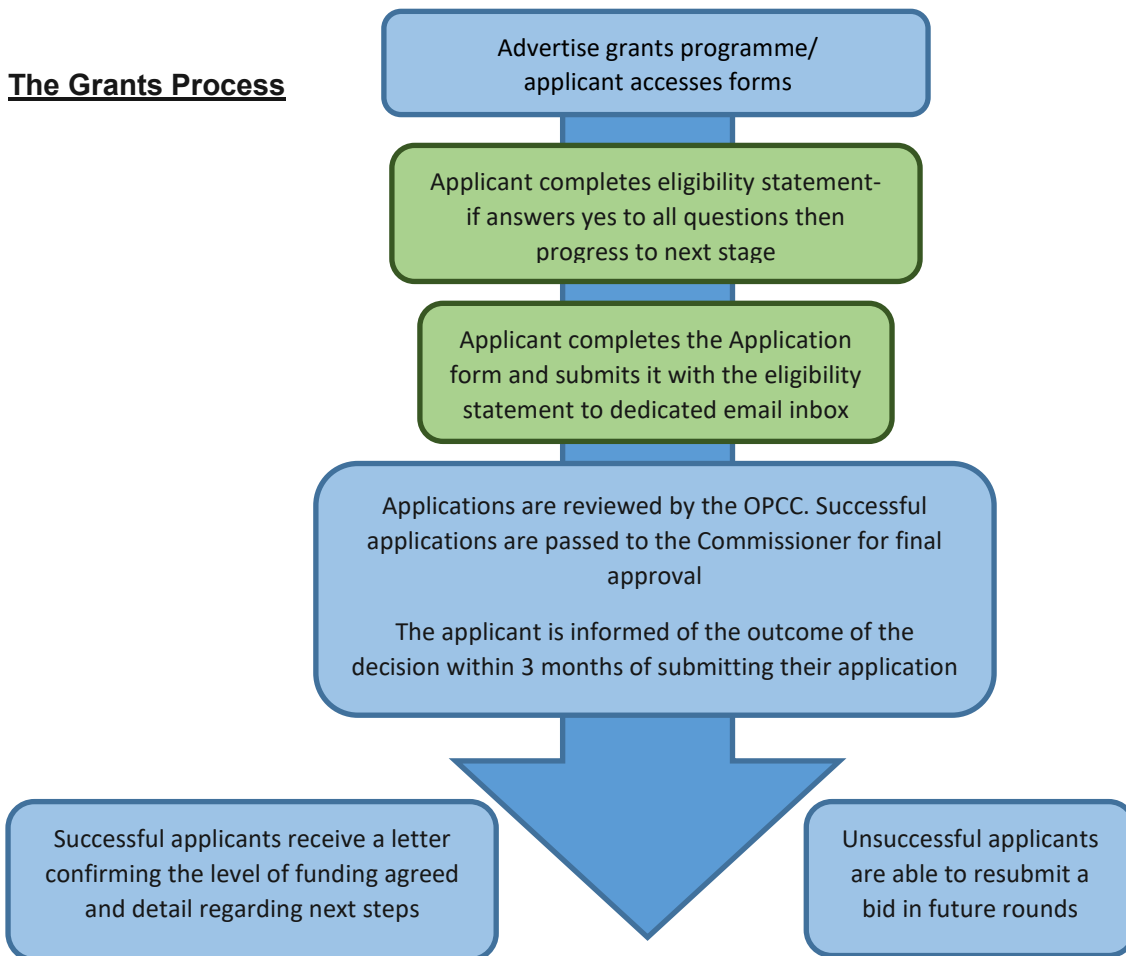 The Grants Process
Advertise grants programme/
applicant accesses forms
Applicant completes eligibility statement-
if answers yes to all questions then
progress to next stage
Applicant completes the Application
form and submits it with the eligibility
statement to dedicated email inbox
Applications are reviewed by the OPCC. Successful
applications are passed to the Commissioner for final
approval
The applicant is informed of the outcome of the
decision within 3 months of submitting their application
Successful applicants receive a letter
confirming the level of funding agreed
and detail regarding next steps
Unsuccessful applicants
are able to resubmit a
bid in future rounds